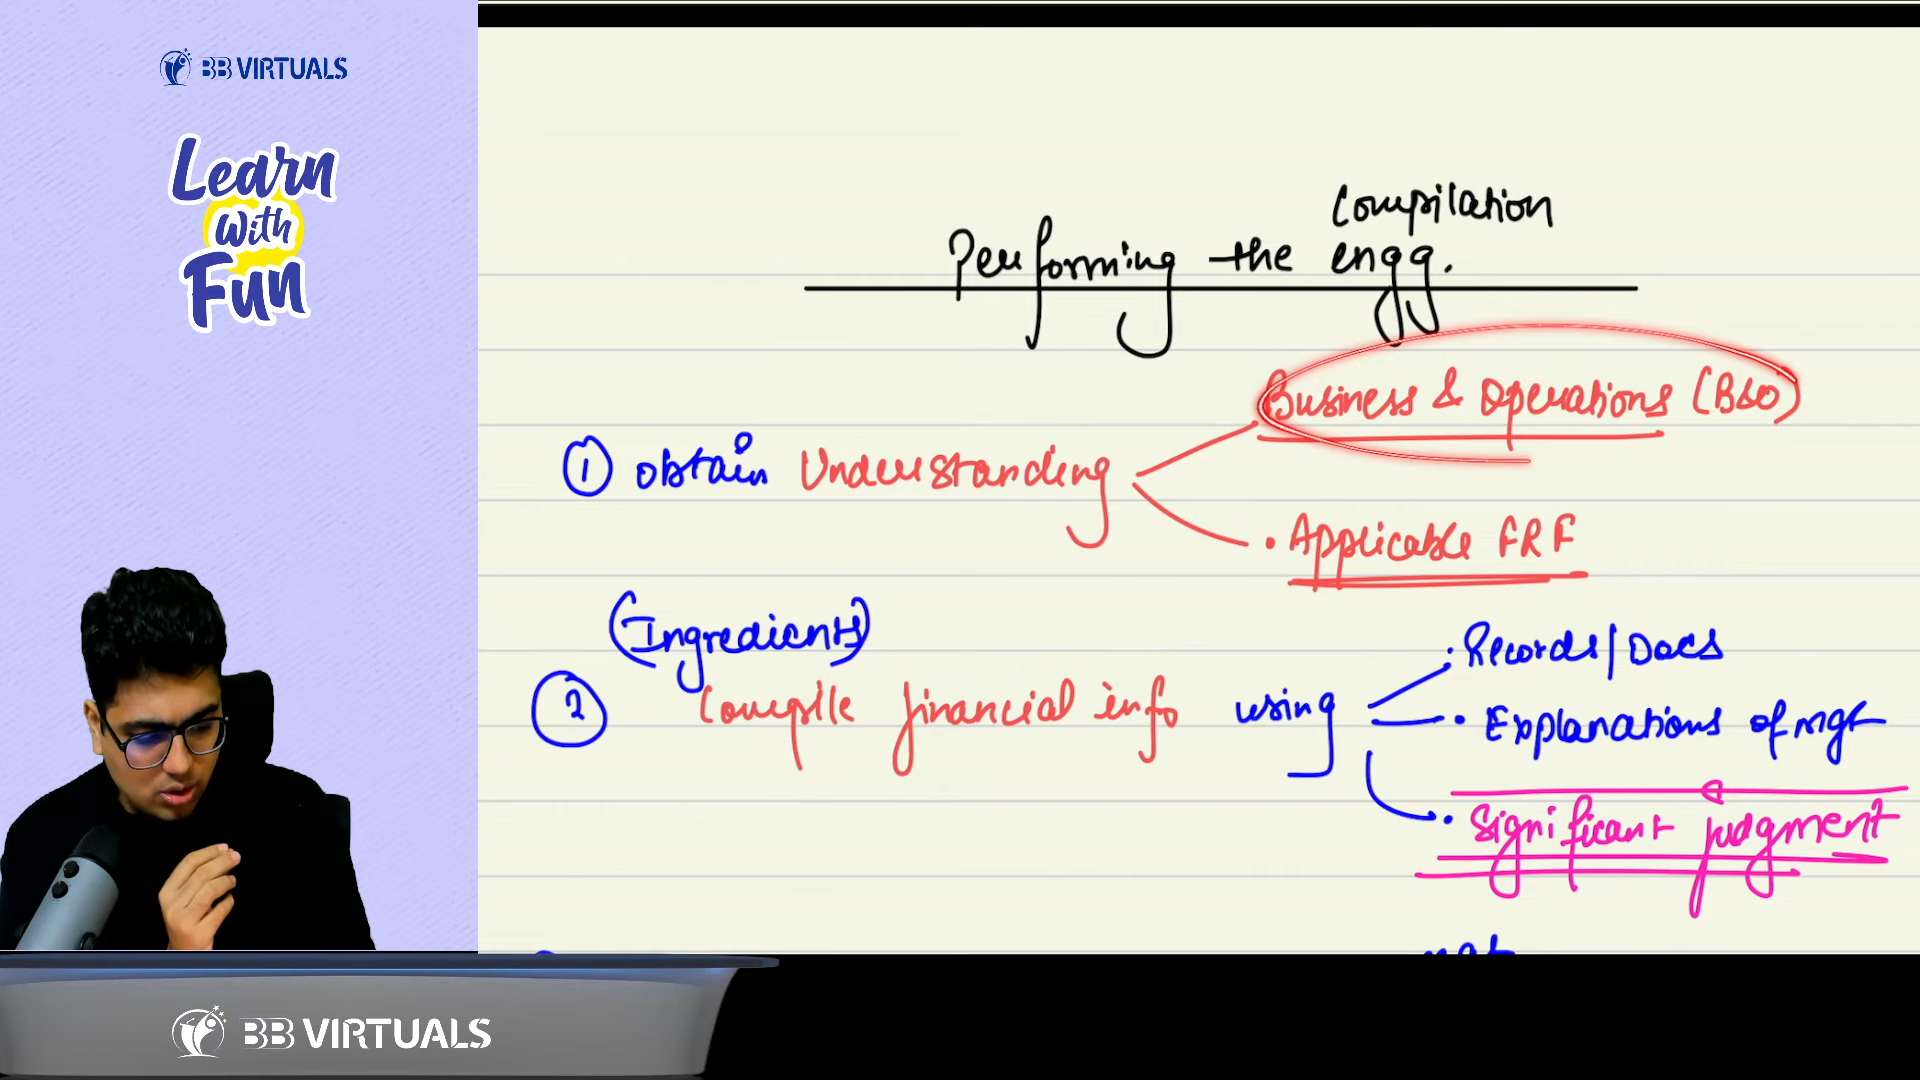 BB VIRTUALS
Learn
With
Fun
Compilation
Performing the engg.
Business & Operations (B&O)
① obtain Understanding
• Applicable FRF
(Ingredients)
• Records/Docs
② Compile financial info using
• Explanations of mgt
• Significant judgment
BB VIRTUALS